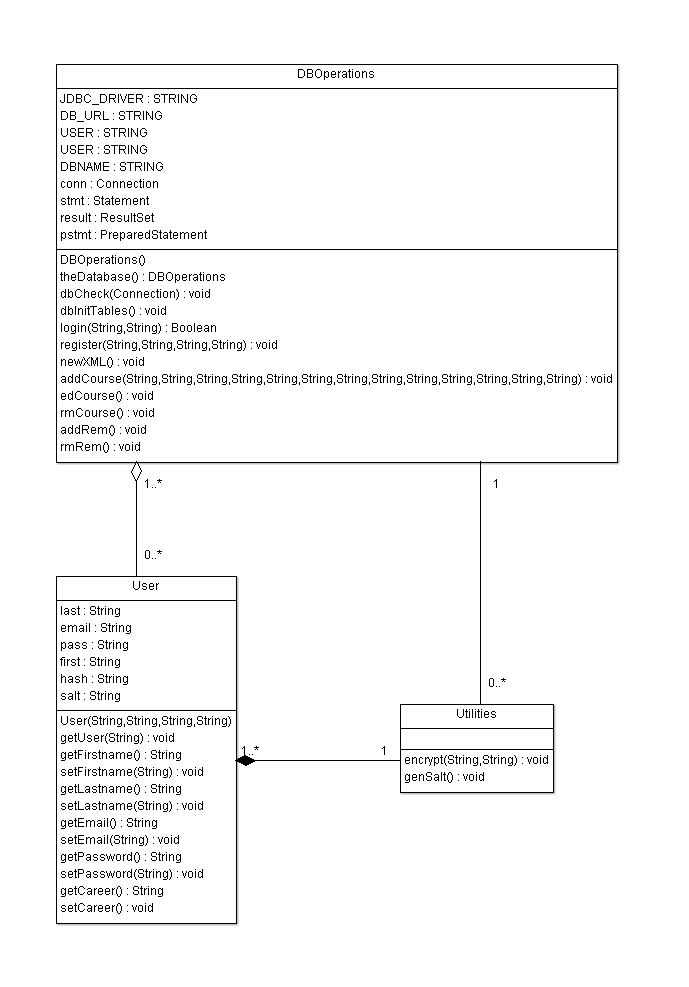 DBOperations
JDBC_DRIVER : STRING
DB_URL : STRING
USER : STRING
USER : STRING
DBNAME : STRING
conn : Connection
stmt : Statement
result : ResultSet
pstmt : PreparedStatement
DBOperations()
theDatabase() : DBOperations
dbCheck(Connection) : void
dbInitTables() : void
login(String,String) : Boolean
register(String,String,String,String) : void
newXML() : void
addCourse(String,String,String,String,String,String,String,String,String,String,String,String,String) : void
edCourse() : void
rmCourse() : void
addRem() : void
rmRem() : void
1..*
1
0..*
User
last : String
email : String
pass : String
first : String
hash : String
salt : String
User(String,String,String,String)
getUser(String) : void
getFirstname() : String
setFirstname(String) : void
getLastname() : String
setLastname(String) : void
getEmail() : String
setEmail(String) : void
getPassword() : String
setPassword(String) : void
getCareer() : String
setCareer() : void
1..*
1
0..*
Utilities
encrypt(String,String) : void
genSalt() : void